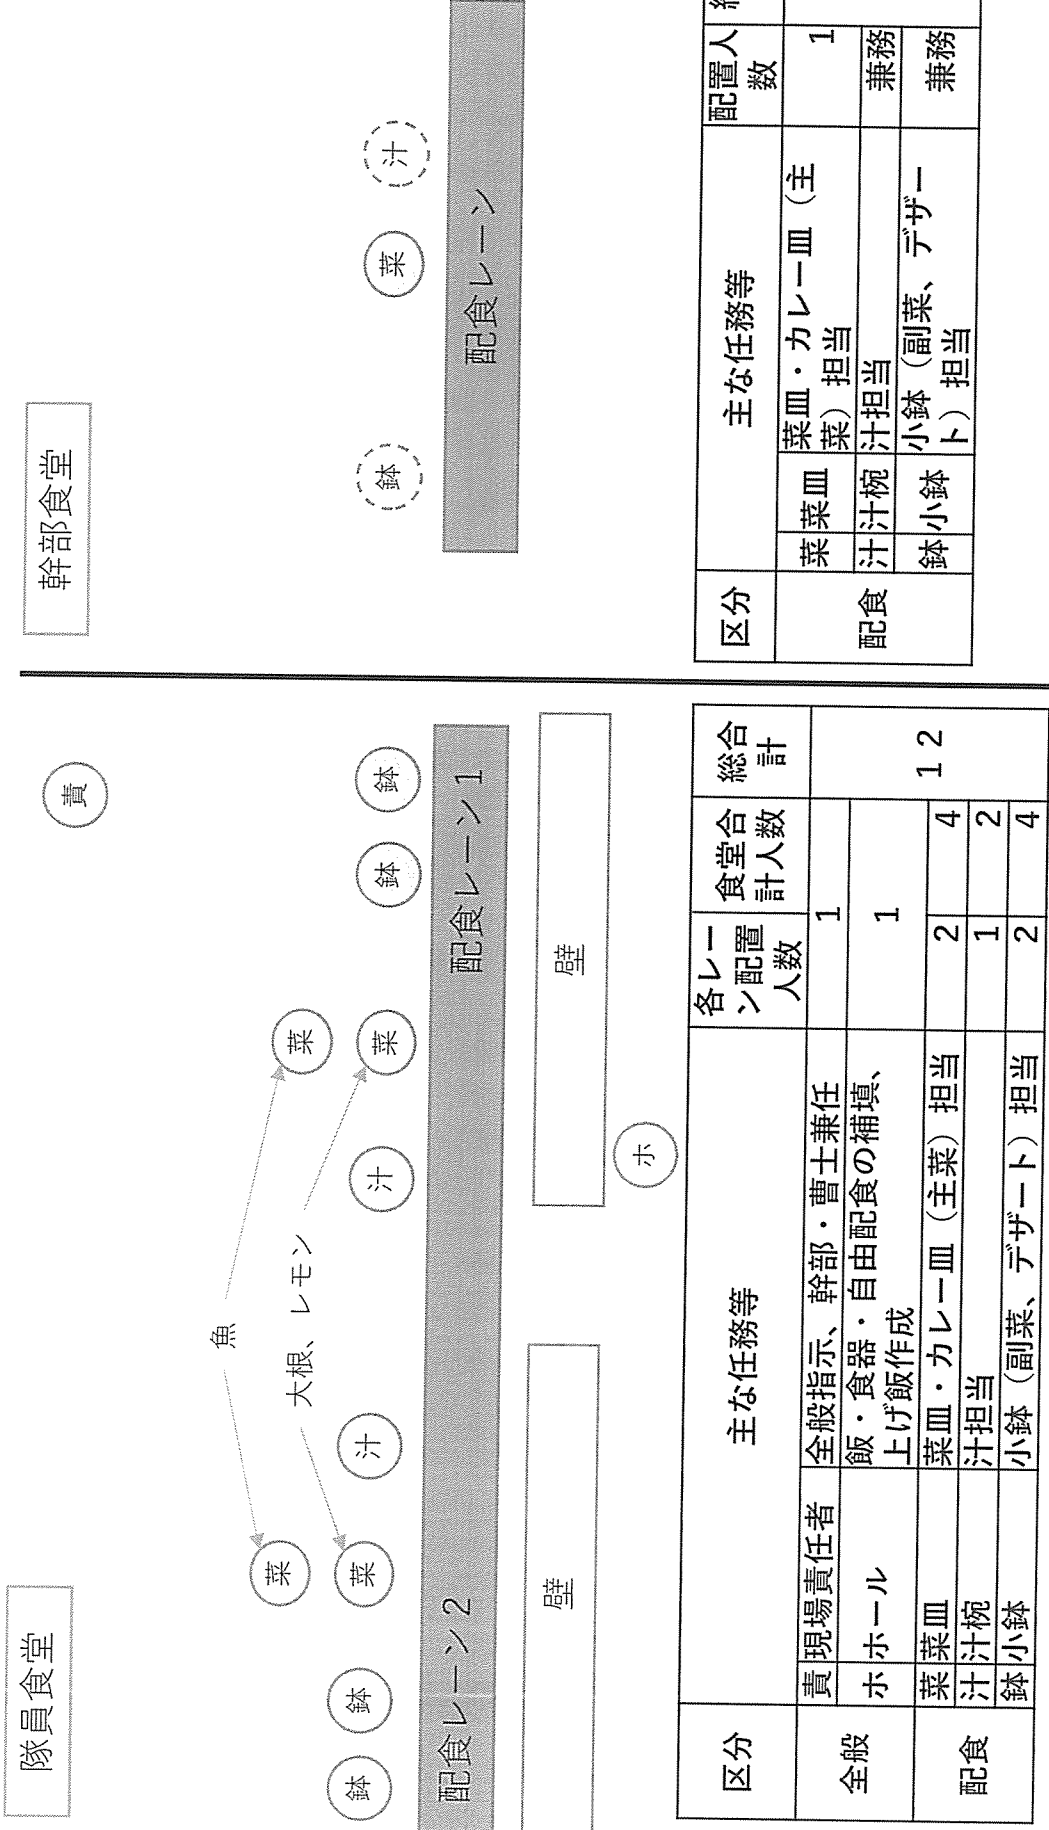 隊員食堂
責
魚
大根、レモン
菜
菜
菜
菜
鉢
鉢
汁
汁
鉢
鉢
配食レーン2
配食レーン1
壁
壁
ホ
区分
主な任務等
各レー
ン配置
人数
食堂合
計人数
総合
計
全般
責 現場責任者 全般指示、幹部・曹士兼任 1
ホ ホール 飯・食器・自由配食の補填、
上げ飯作成 1
配食
菜 菜皿 菜皿・カレー皿（主菜）担当 2 4
汁 汁椀 汁担当 1 2
鉢 小鉢 小鉢（副菜、デザート）担当 2 4
12
幹部食堂
鉢
菜
汁
配食レーン
区分
主な任務等
配置人
数
配食
菜 菜皿 菜皿・カレー皿（主
菜）担当 1
汁 汁椀 汁担当 兼務
鉢 小鉢 小鉢（副菜、デザー
ト）担当 兼務